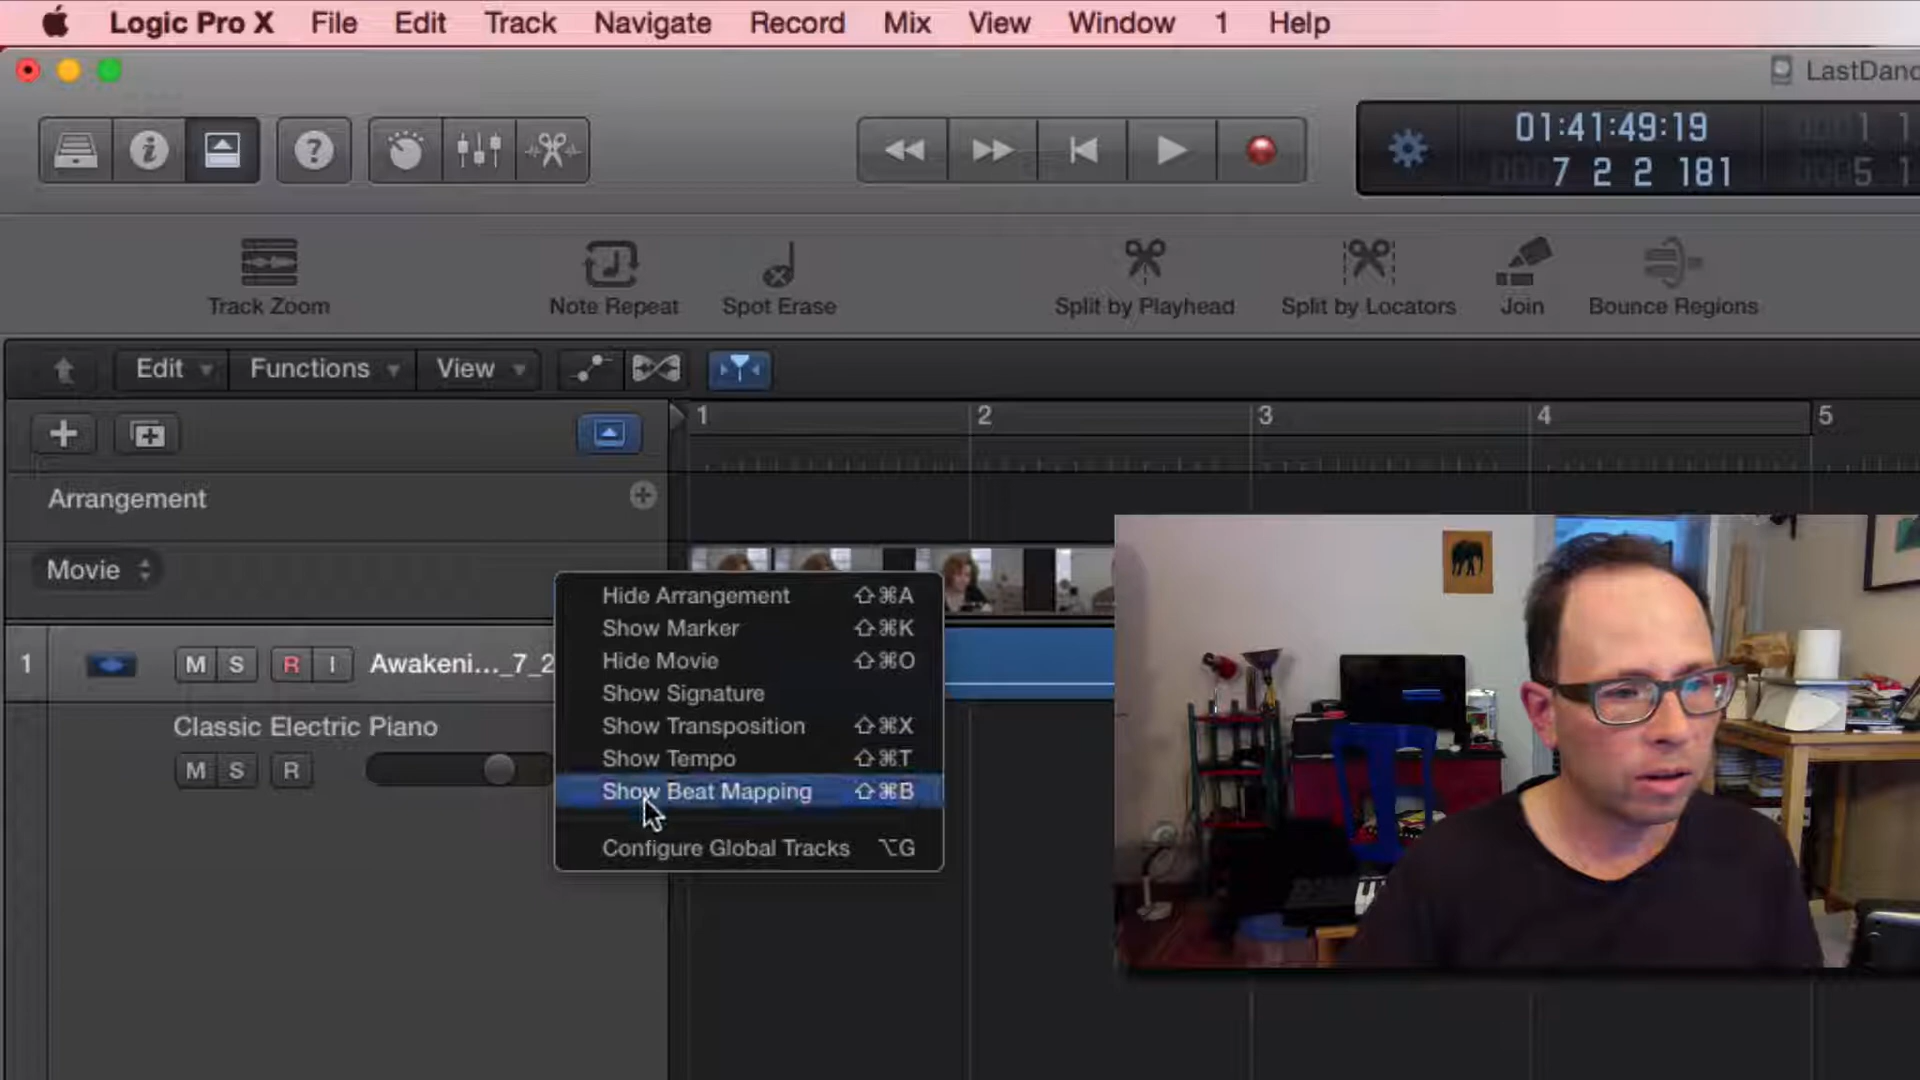 Logic Pro X File Edit Track Navigate Record Mix View Window 1 Help
LastDanc
01:41:49:19
7 2 2 181
Track Zoom Note Repeat Spot Erase Split by Playhead Split by Locators Join Bounce Regions
Edit Functions View
1 2 3 4 5
Arrangement
Movie
Hide Arrangement ⇧⌘A
Show Marker ⇧⌘K
Hide Movie ⇧⌘O
Show Signature
Show Transposition ⇧⌘X
Show Tempo ⇧⌘T
Show Beat Mapping ⇧⌘B
Configure Global Tracks ⌥G
1 M S R I Awakeni..._7_2
Classic Electric Piano
M S R